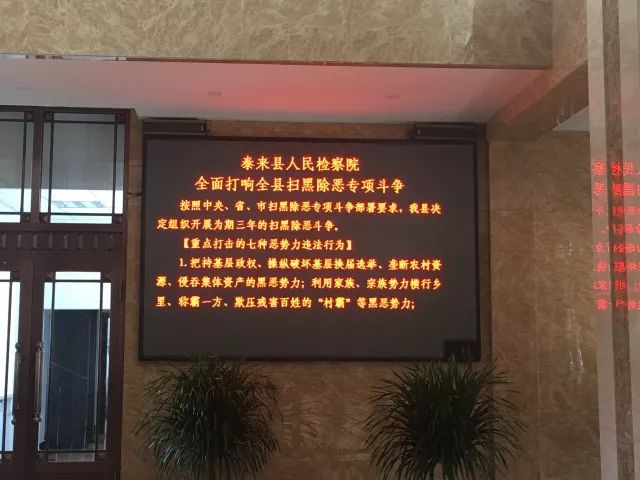 泰来县人民检察院
全面打响全县扫黑除恶专项斗争
按照中央、省、市扫黑除恶专项斗争部署要求，我县决
定组织开展为期三年的扫黑除恶斗争。
【重点打击的七种恶势力违法行为】
1.把持基层政权、操纵破坏基层换届选举、垄断农村资
源、侵吞集体资产的黑恶势力；利用家族、宗族势力横行乡
里、称霸一方、欺压残害百姓的“村霸”等黑恶势力；